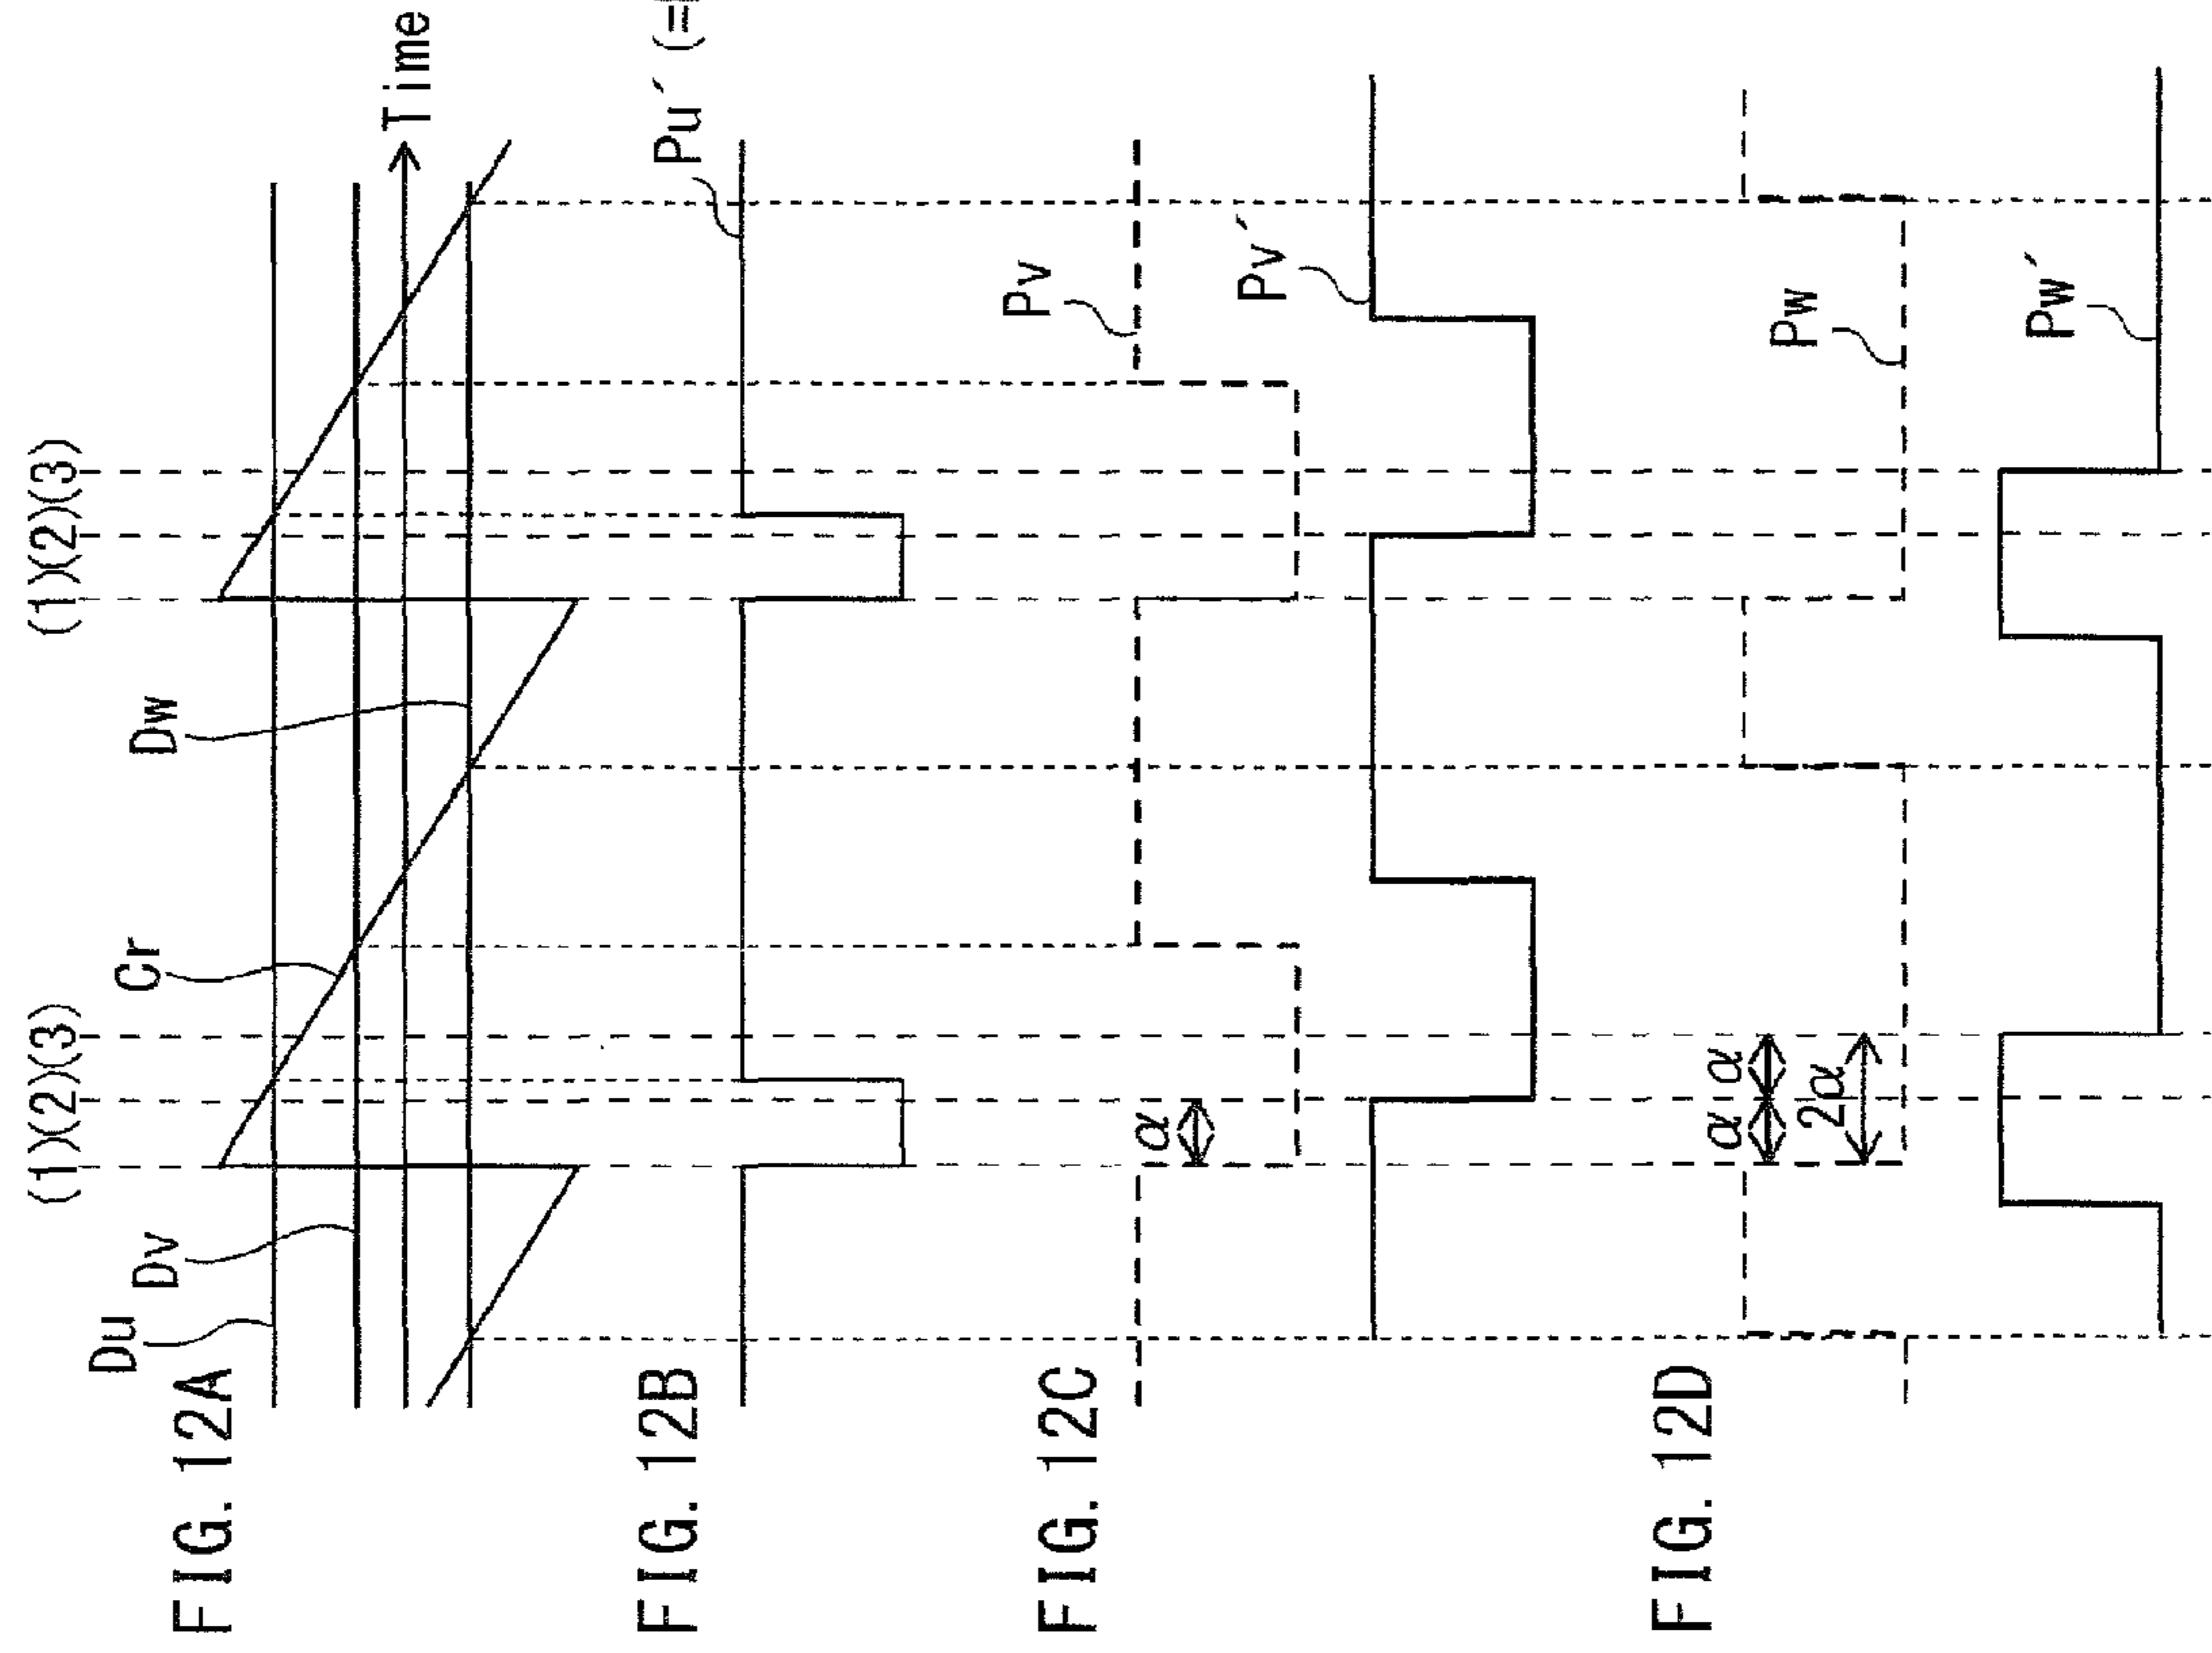 FIG. 12A
Du
Dv
(1)(2)(3)
Cr
Dw
(1)(2)(3)
Time
FIG. 12B
Pu´ (=
FIG. 12C
α
Pv
Pv´
FIG. 12D
α α
2α
Pw
Pw´